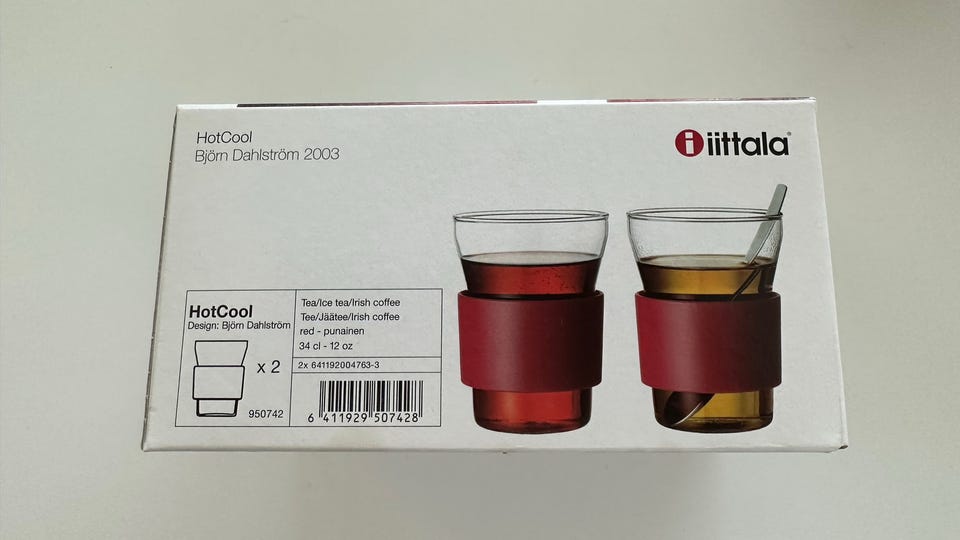 HotCool
Björn Dahlström 2003
iittala®
HotCool
Design: Björn Dahlström
x 2
950742
Tea/Ice tea/Irish coffee
Tee/Jäätee/Irish coffee
red - punainen
34 cl - 12 oz
2x 641192004763-3
6 411929 507428